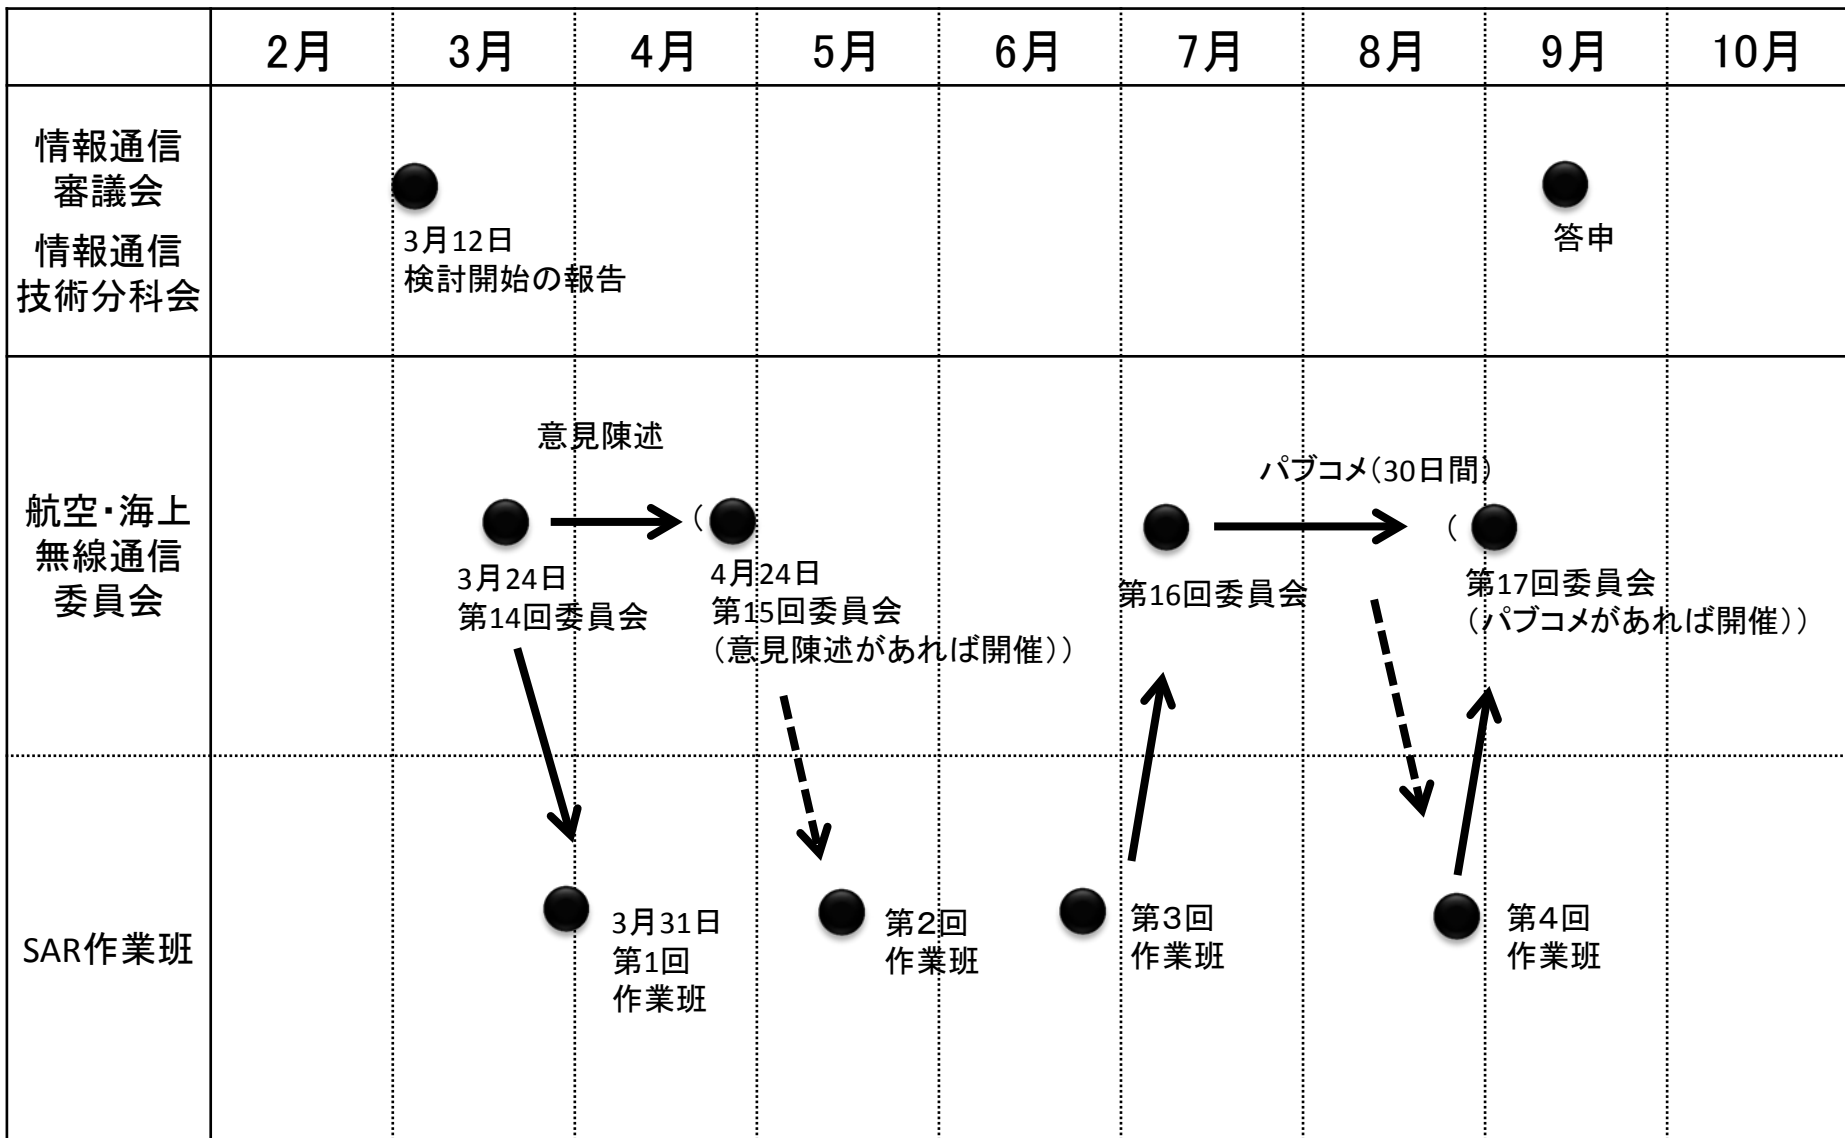 2月 3月 4月 5月 6月 7月 8月 9月 10月
情報通信
審議会
情報通信
技術分科会
3月12日
検討開始の報告
答申
航空・海上
無線通信
委員会
意見陳述
3月24日
第14回委員会
(
4月24日
第15回委員会
(意見陳述があれば開催))
パブコメ(30日間)
第16回委員会
(
第17回委員会
(パブコメがあれば開催))
SAR作業班
3月31日
第1回
作業班
第2回
作業班
第3回
作業班
第4回
作業班